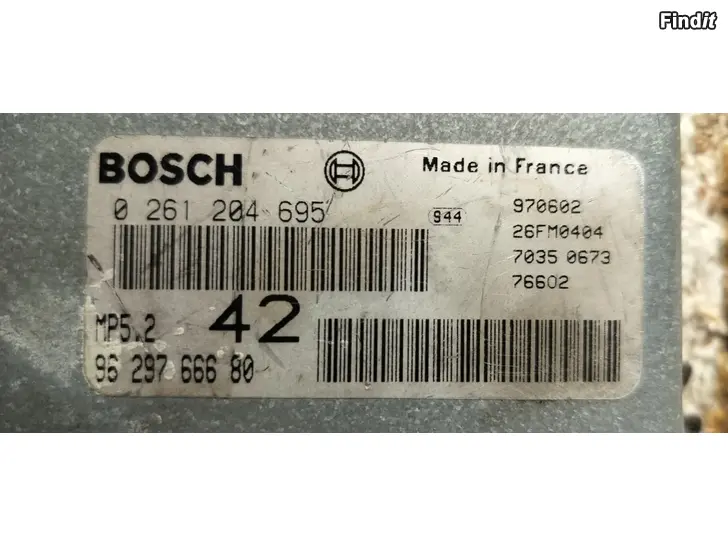 Findit
BOSCH
Made in France
0 261 204 695
944
970602
26FM0404
7035 0673
76602
MP5.2
42
96 297 666 80